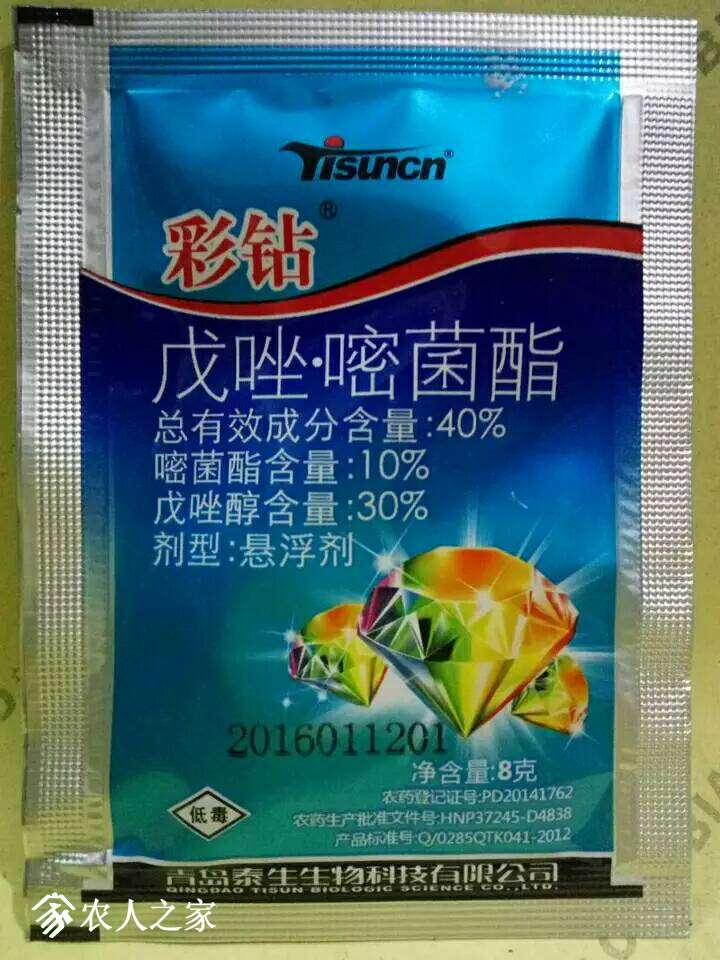 Tisuncn®
彩钻®
戊唑·嘧菌酯
总有效成分含量:40%
嘧菌酯含量:10%
戊唑醇含量:30%
剂型:悬浮剂
2016011201
净含量:8克
农药登记证号:PD20141762
农药生产批准文件号:HNP37245-D4838
产品标准号:Q/0285QTK041-2012
低毒
青岛泰生生物科技有限公司
QINGDAO TISUN BIOLOGIC SCIENCE CO.,LTD.
农人之家